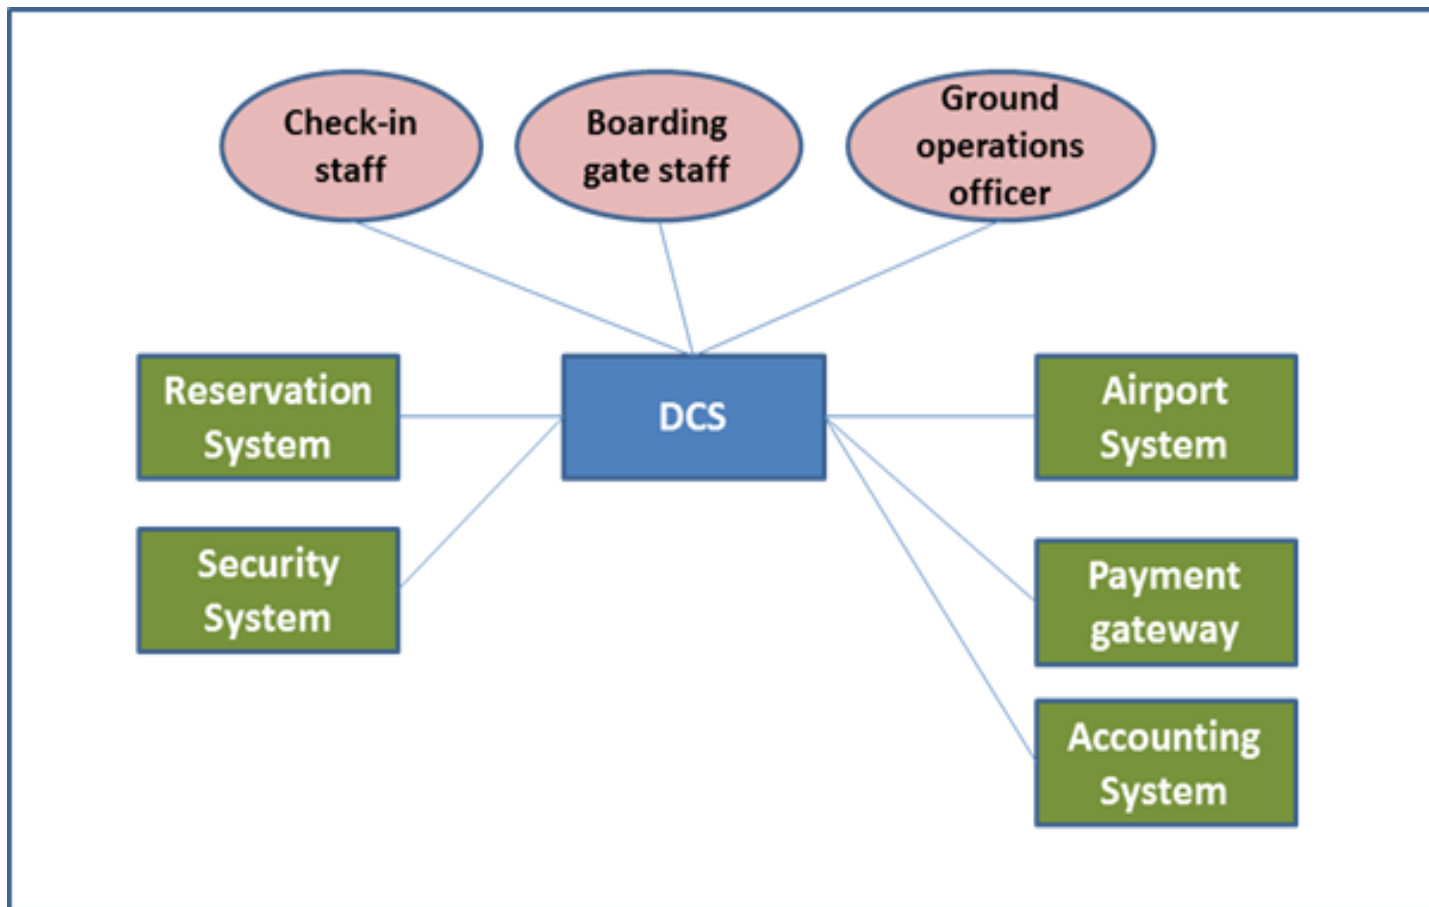 Check-in
staff
Boarding
gate staff
Ground
operations
officer
Reservation
System
DCS
Airport
System
Security
System
Payment
gateway
Accounting
System